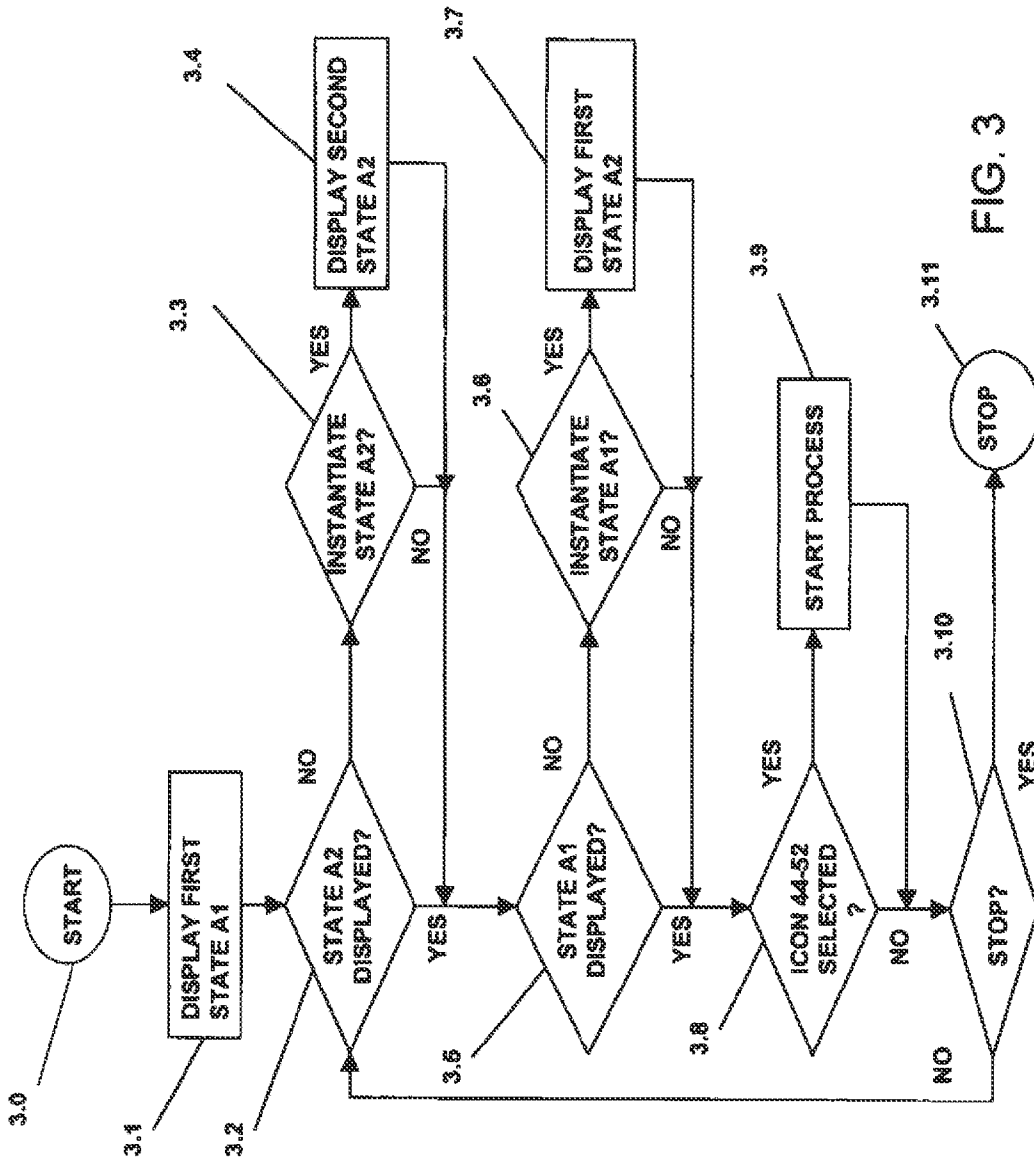 3.0
START
3.1
DISPLAY FIRST
STATE A1
3.2
STATE A2
DISPLAYED?
NO
YES
3.3
INSTANTIATE
STATE A2?
YES
NO
3.4
DISPLAY SECOND
STATE A2
3.5
STATE A1
DISPLAYED?
NO
YES
3.6
INSTANTIATE
STATE A1?
YES
NO
3.7
DISPLAY FIRST
STATE A2
3.8
ICON 44-52
SELECTED
?
YES
NO
3.9
START PROCESS
3.10
STOP?
NO
YES
3.11
STOP
FIG. 3